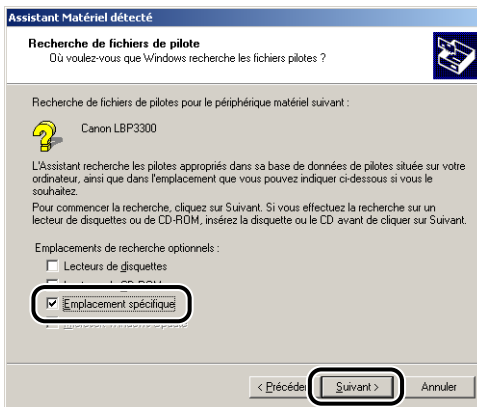 Assistant Matériel détecté
Recherche de fichiers de pilote
Où voulez-vous que Windows recherche les fichiers pilotes ?
Recherche de fichiers de pilotes pour le périphérique matériel suivant :
Canon LBP3300
L'Assistant recherche les pilotes appropriés dans sa base de données de pilotes située sur votre
ordinateur, ainsi que dans l'emplacement que vous pouvez indiquer ci-dessous si vous le
souhaitez.
Pour commencer la recherche, cliquez sur Suivant. Si vous effectuez la recherche sur un
lecteur de disquettes ou de CD-ROM, insérez la disquette ou le CD avant de cliquer sur Suivant.
Emplacements de recherche optionnels :
Lecteurs de disquettes
Emplacement spécifique
< Précéden
Suivant >
Annuler